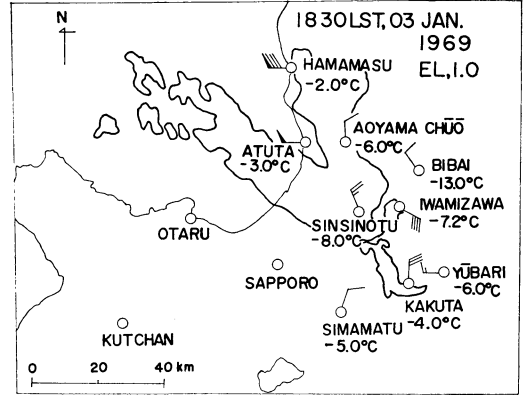 N
1830LST, 03 JAN.
1969
EL, 1.0
HAMAMASU
-2.0°C
AOYAMA CHŪŌ
-6.0°C
ATUTA
-3.0°C
BIBAI
-13.0°C
IWAMIZAWA
-7.2°C
OTARU
SINSINOTU
-8.0°C
SAPPORO
YŪBARI
-6.0°C
KAKUTA
-4.0°C
SIMAMATU
-5.0°C
KUTCHAN
0 20 40 km